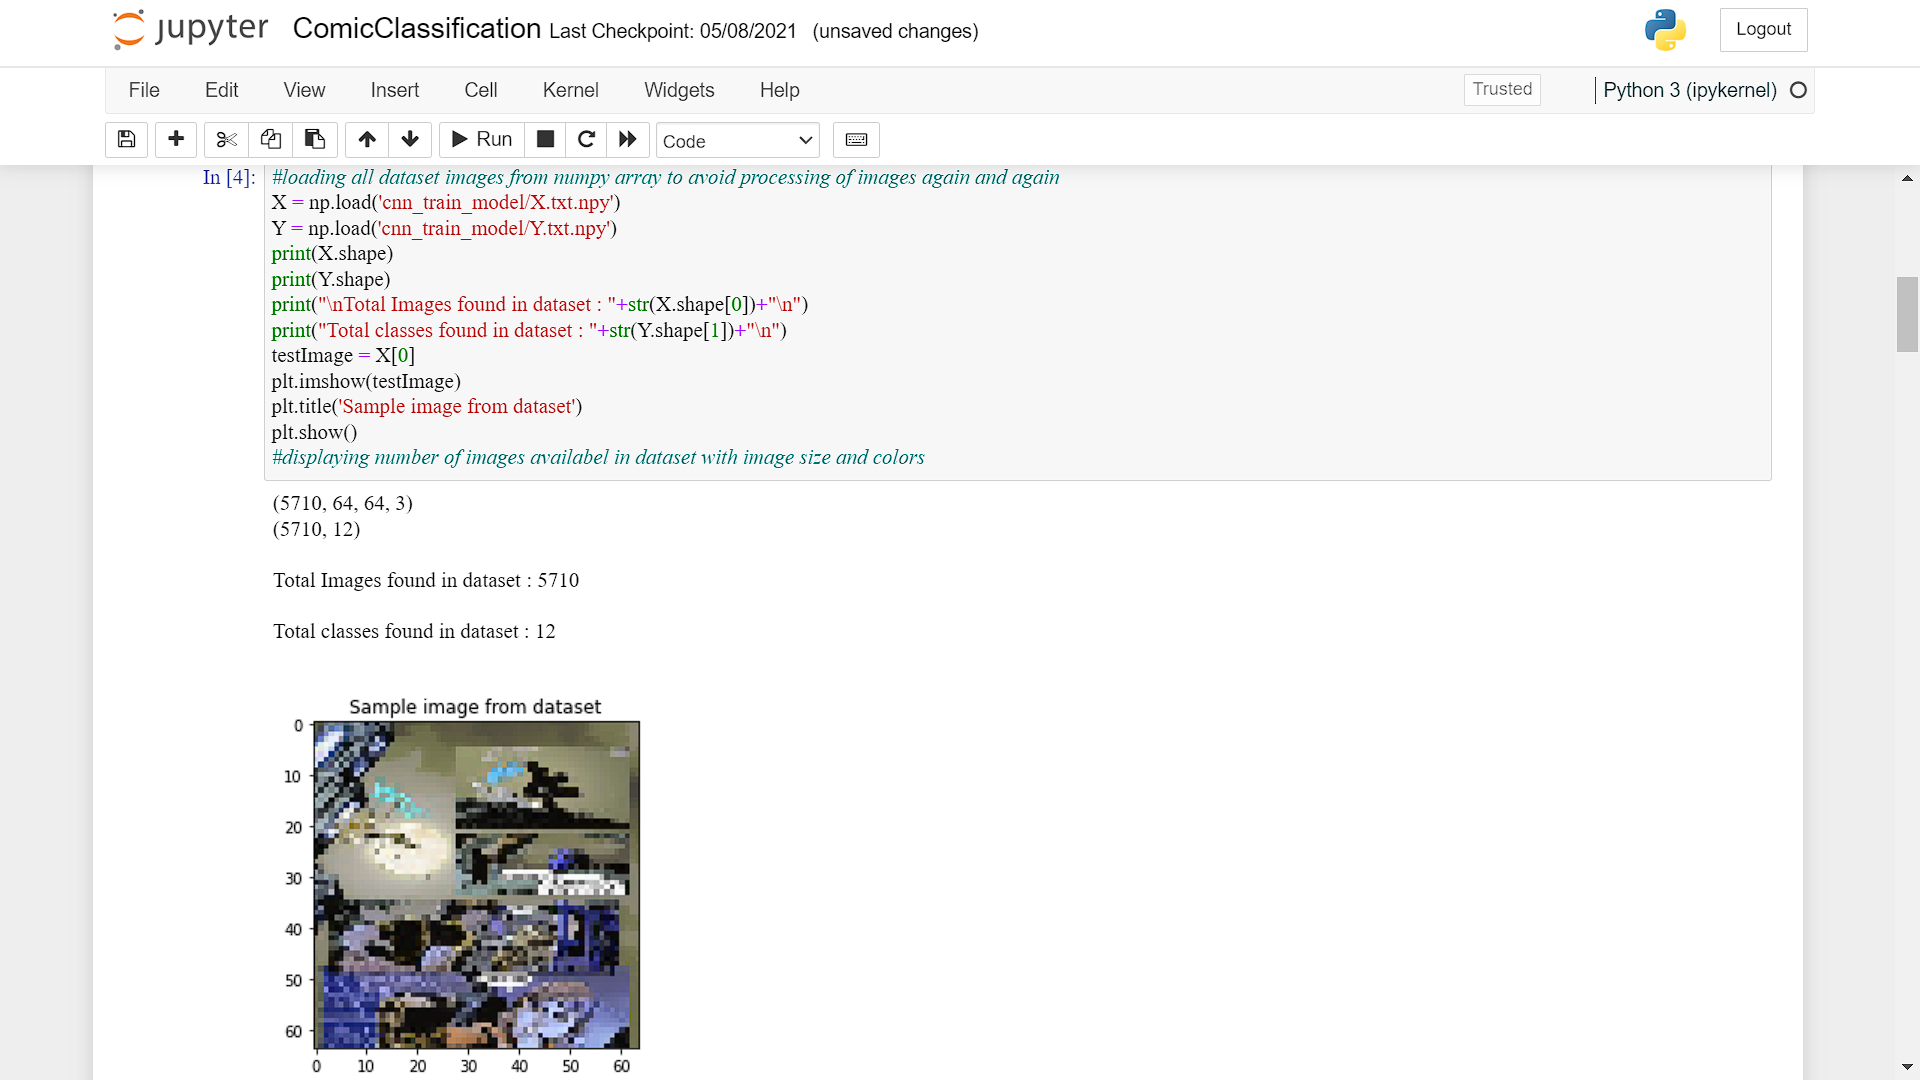 jupyter ComicClassification Last Checkpoint: 05/08/2021 (unsaved changes) Logout
File Edit View Insert Cell Kernel Widgets Help Trusted Python 3 (ipykernel)
Run Code
In [4]: #loading all dataset images from numpy array to avoid processing of images again and again
X = np.load('cnn_train_model/X.txt.npy')
Y = np.load('cnn_train_model/Y.txt.npy')
print(X.shape)
print(Y.shape)
print("\nTotal Images found in dataset : "+str(X.shape[0])+"\n")
print("Total classes found in dataset : "+str(Y.shape[1])+"\n")
testImage = X[0]
plt.imshow(testImage)
plt.title('Sample image from dataset')
plt.show()
#displaying number of images availabel in dataset with image size and colors
(5710, 64, 64, 3)
(5710, 12)
Total Images found in dataset : 5710
Total classes found in dataset : 12
Sample image from dataset
0
10
20
30
40
50
60
0 10 20 30 40 50 60